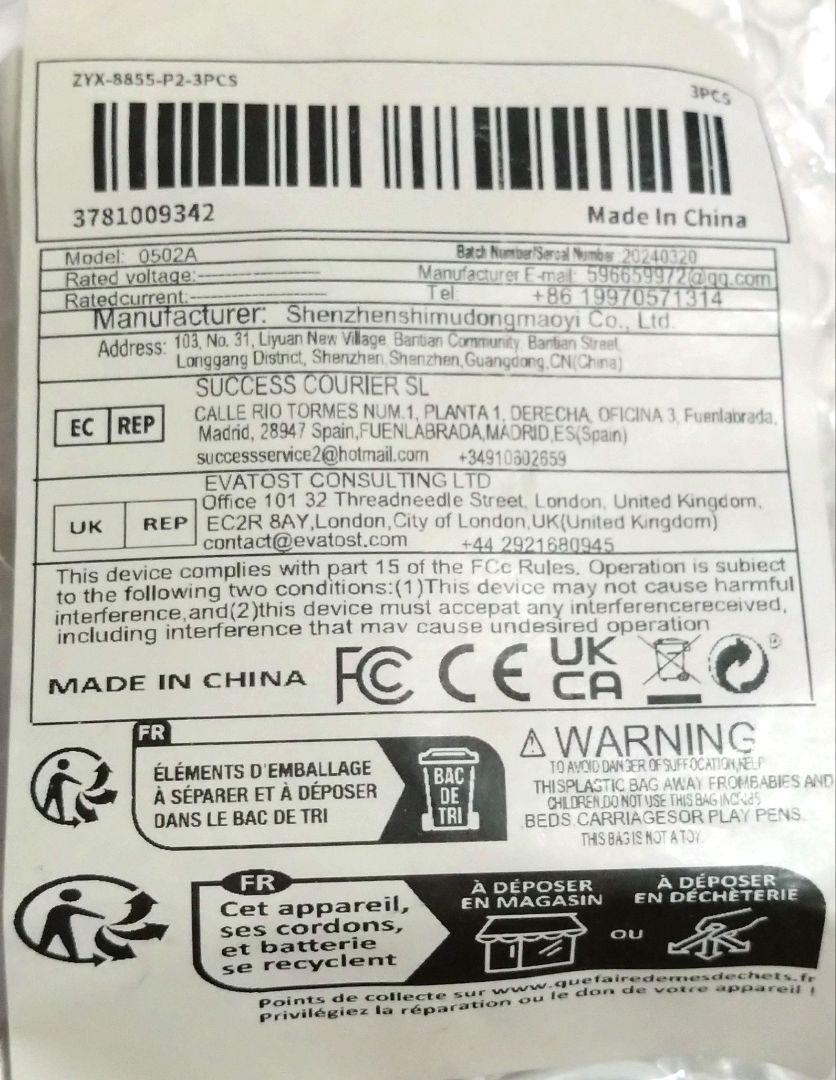 ZYX-8855-P2-3PCS
3PCS
3781009342
Made In China
Model: 0502A
Batch Number/Serial Number 20240320
Rated voltage:
Manufacturer E-mail: 596659972@qq.com
Ratedcurrent:
Tel: +86 19970571314
Manufacturer: Shenzhenshimudongmaoyi Co., Ltd.
Address: 103, No. 31, Liyuan New Village, Bantian Community, Bantian Street,
Longgang District, Shenzhen,Shenzhen,Guangdong,CN(China)
SUCCESS COURIER SL
EC REP
CALLE RIO TORMES NUM.1, PLANTA 1, DERECHA, OFICINA 3, Fuenlabrada,
Madrid, 28947 Spain,FUENLABRADA,MADRID,ES(Spain)
successservice2@hotmail.com +34910602659
EVATOST CONSULTING LTD
UK REP
Office 101 32 Threadneedle Street, London, United Kingdom,
EC2R 8AY,London,City of London,UK(United Kingdom)
contact@evatost.com +44 2921680945
This device complies with part 15 of the FCc Rules. Operation is subject
to the following two conditions:(1)This device may not cause harmful
interference,and(2)this device must accepat any interferencereceived,
including interference that may cause undesired operation
MADE IN CHINA FC CE UK
CA
FR
ÉLÉMENTS D'EMBALLAGE
À SÉPARER ET À DÉPOSER
DANS LE BAC DE TRI
BAC
DE
TRI
WARNING
TO AVOID DANGER OF SUFFOCATION,KEEP
THISPLASTIC BAG AWAY FROMBABIES AND
CHILDREN.DO NOT USE THIS BAG IN
BEDS.CARRIAGESOR PLAY PENS.
THIS BAG IS NOT A TOY.
FR
Cet appareil,
ses cordons,
et batterie
se recyclent
À DÉPOSER
EN MAGASIN
OU
À DÉPOSER
EN DÉCHÈTERIE
Points de collecte sur www.quefairedemesdechets.fr
Privilégiez la réparation ou le don de votre appareil !